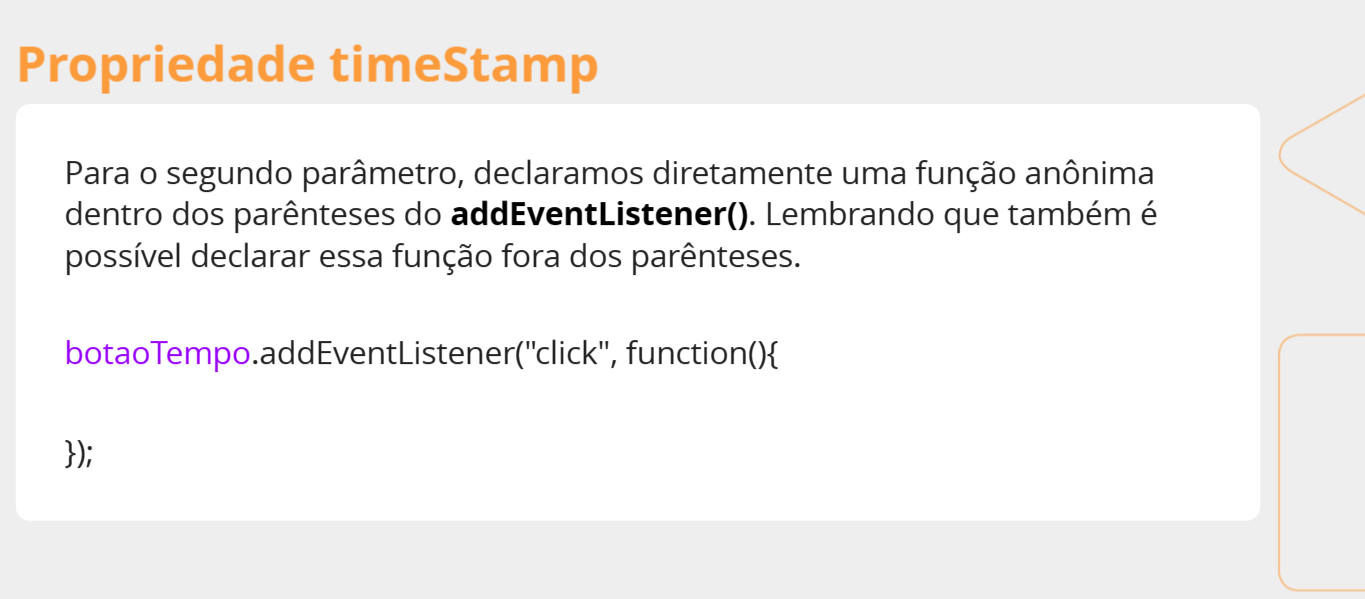 Propriedade timeStamp
Para o segundo parâmetro, declaramos diretamente uma função anônima
dentro dos parênteses do addEventListener(). Lembrando que também é
possível declarar essa função fora dos parênteses.
botaoTempo.addEventListener("click", function(){
});